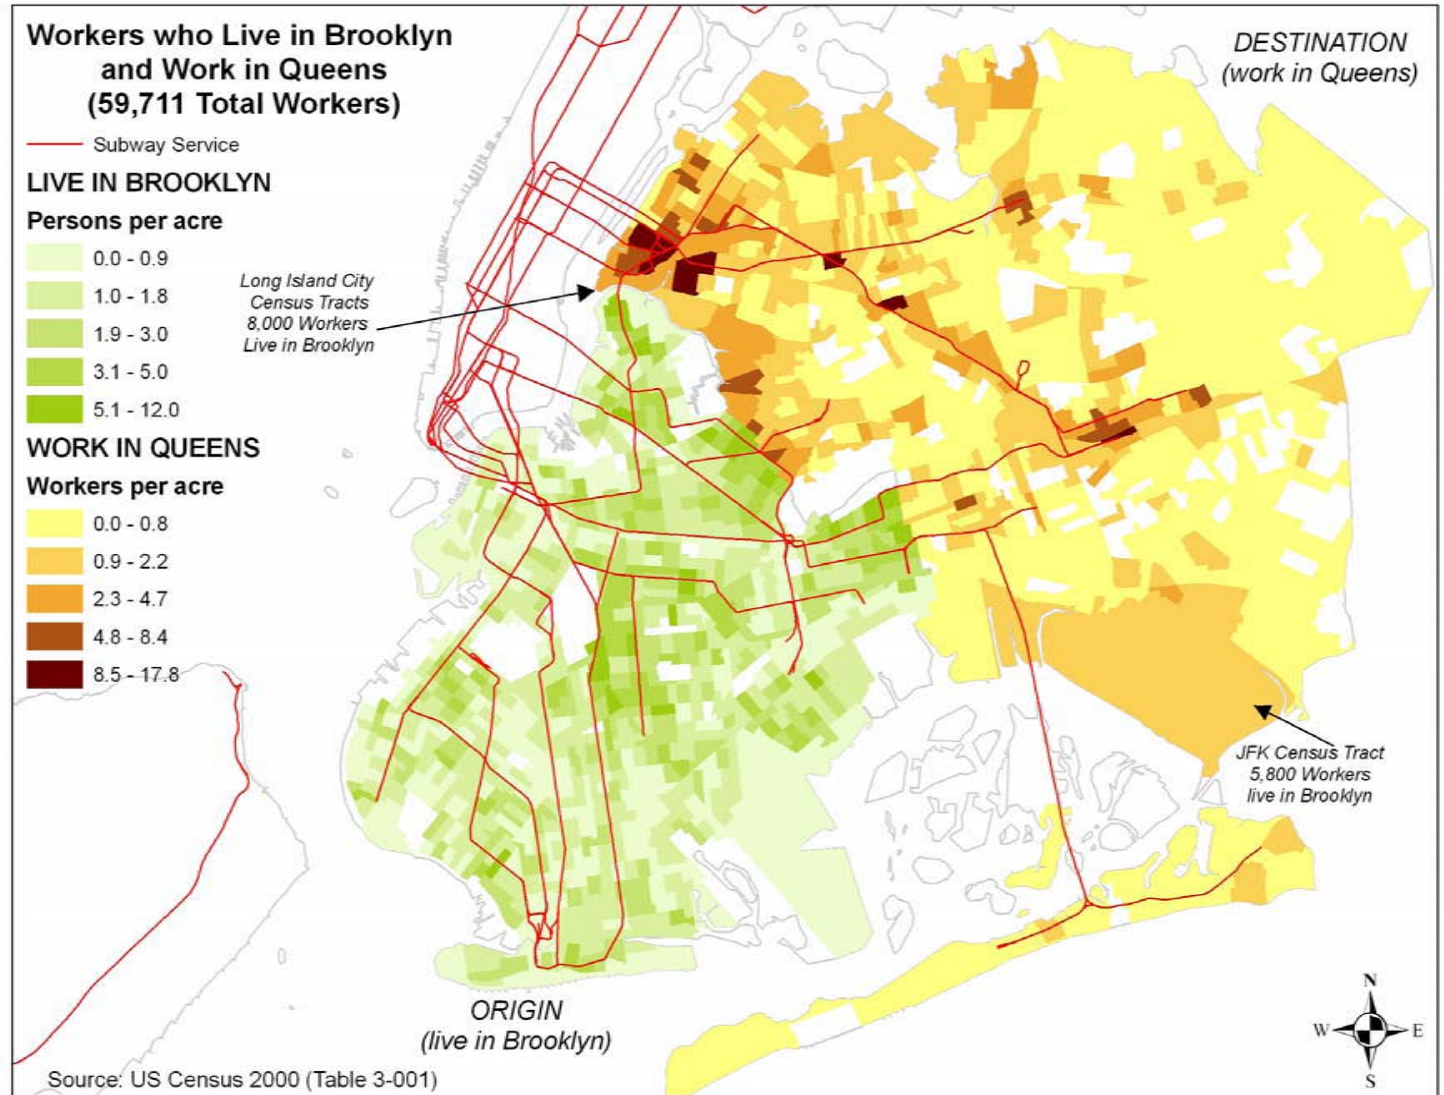 Workers who Live in Brooklyn
and Work in Queens
(59,711 Total Workers)
Subway Service
LIVE IN BROOKLYN
Persons per acre
0.0 - 0.9
1.0 - 1.8
1.9 - 3.0
3.1 - 5.0
5.1 - 12.0
WORK IN QUEENS
Workers per acre
0.0 - 0.8
0.9 - 2.2
2.3 - 4.7
4.8 - 8.4
8.5 - 17.8
Long Island City
Census Tracts
8,000 Workers
Live in Brooklyn
DESTINATION
(work in Queens)
JFK Census Tract
5,800 Workers
live in Brooklyn
ORIGIN
(live in Brooklyn)
N
W
E
S
Source: US Census 2000 (Table 3-001)